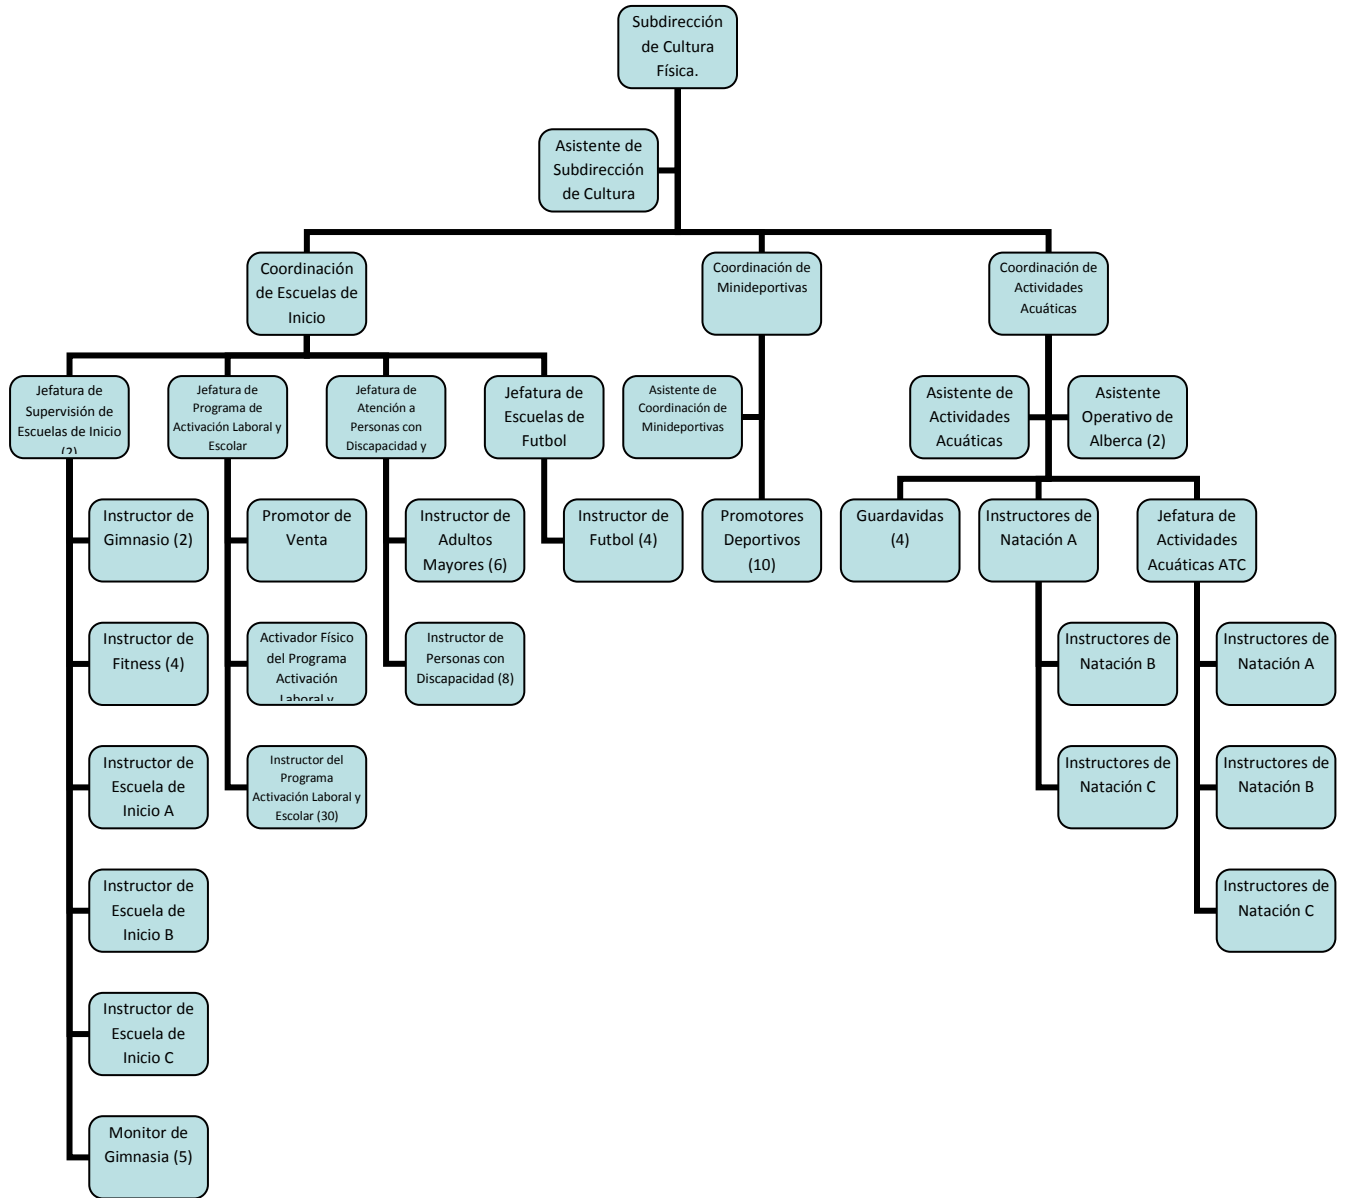 Subdirección
de Cultura
Física.
Asistente de
Subdirección
de Cultura
Coordinación
de Escuelas de
Inicio
Coordinación de
Minideportivas
Coordinación de
Actividades
Acuáticas
Jefatura de
Supervisión de
Escuelas de Inicio
(2)
Jefatura de
Programa de
Activación Laboral y
Escolar
Jefatura de
Atención a
Personas con
Discapacidad y
Jefatura de
Escuelas de
Futbol
Asistente de
Coordinación de
Minideportivas
Asistente de
Actividades
Acuáticas
Asistente
Operativo de
Alberca (2)
Instructor de
Gimnasio (2)
Promotor de
Venta
Instructor de
Adultos
Mayores (6)
Instructor de
Futbol (4)
Promotores
Deportivos
(10)
Guardavidas
(4)
Instructores de
Natación A
Jefatura de
Actividades
Acuáticas ATC
Instructor de
Fitness (4)
Activador Físico
del Programa
Activación
Laboral y
Instructor de
Personas con
Discapacidad (8)
Instructores de
Natación B
Instructores de
Natación A
Instructor de
Escuela de
Inicio A
Instructor del
Programa
Activación Laboral y
Escolar (30)
Instructores de
Natación C
Instructores de
Natación B
Instructor de
Escuela de
Inicio B
Instructores de
Natación C
Instructor de
Escuela de
Inicio C
Monitor de
Gimnasia (5)